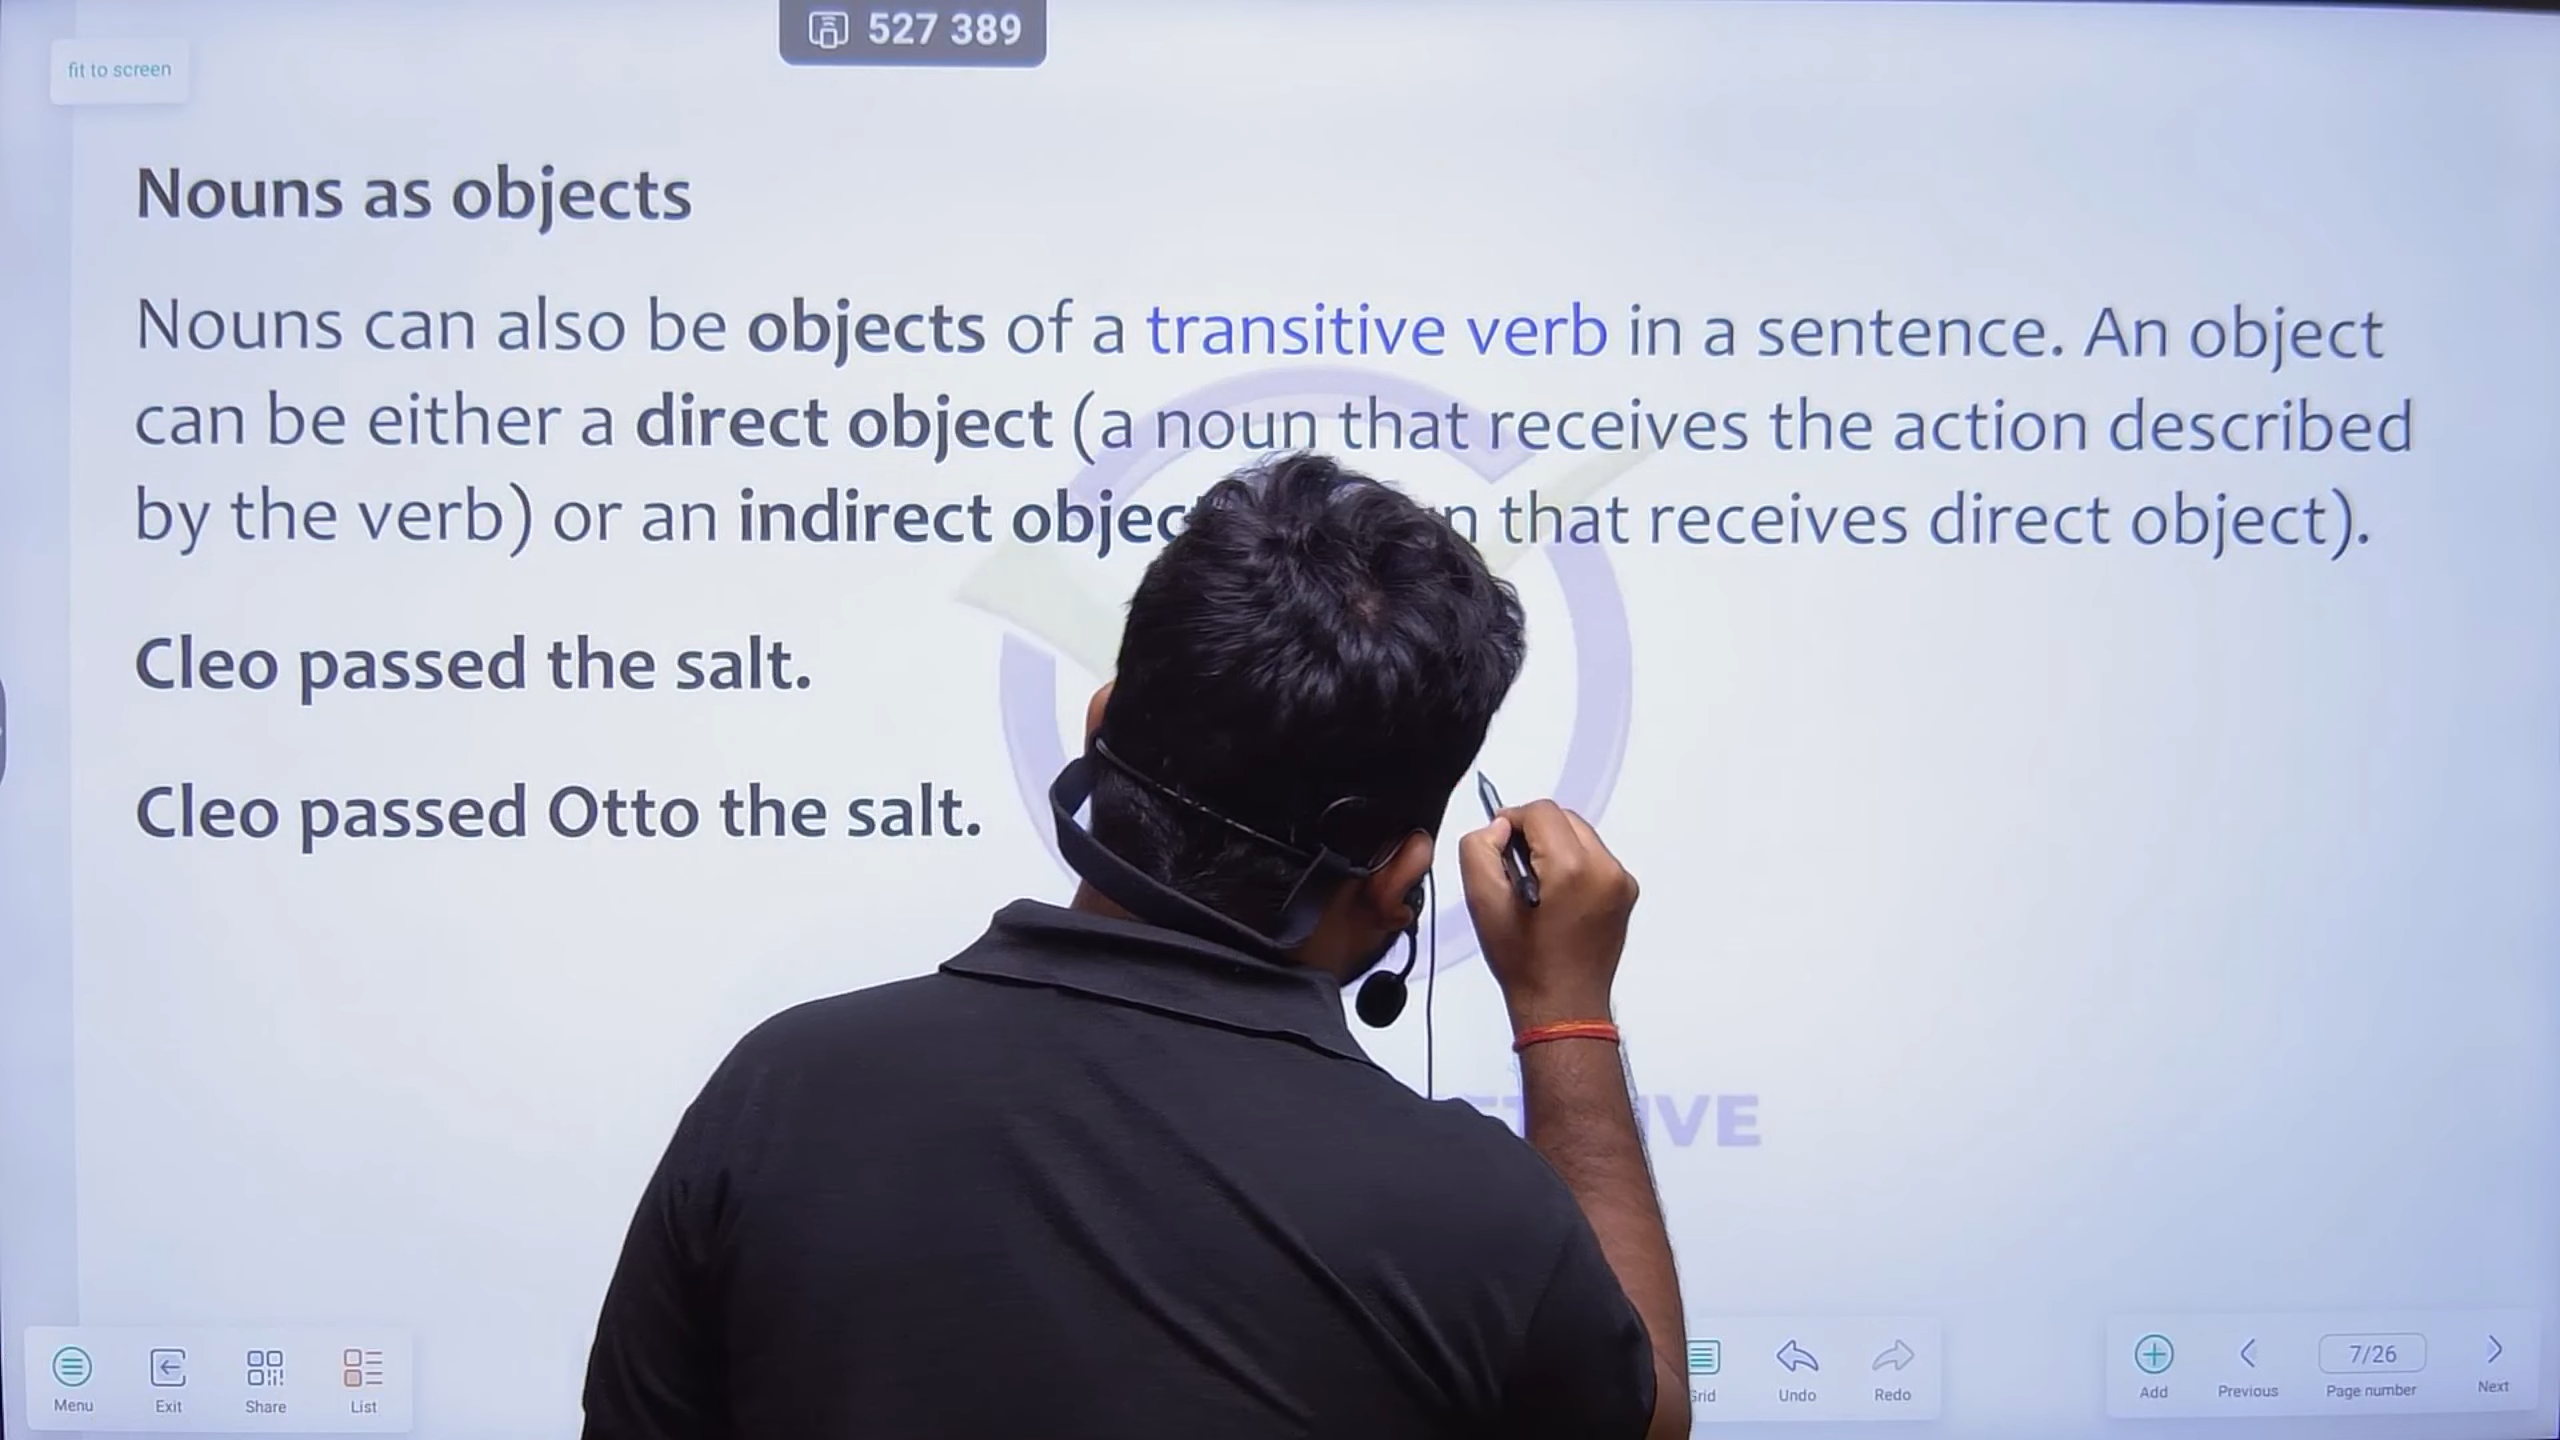 527 389
fit to screen
Nouns as objects
Nouns can also be objects of a transitive verb in a sentence. An object
can be either a direct object (a noun that receives the action described
by the verb) or an indirect that receives direct object).
Cleo passed the salt.
Cleo passed Otto the salt.
Menu Exit Share List Undo Redo Add Previous 7/26 Page number Next